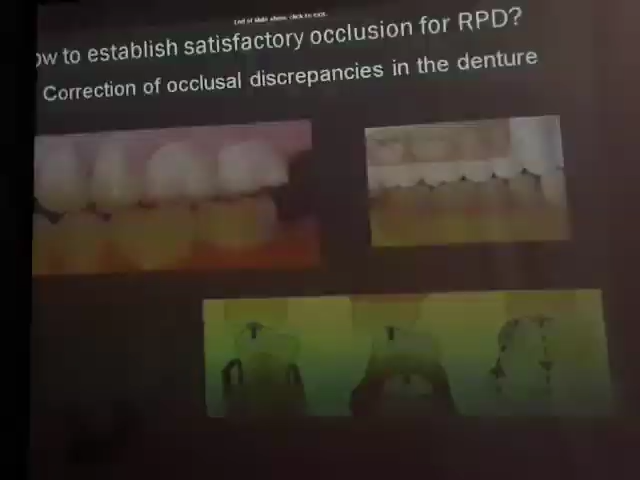 End of slide show, click to exit.
ow to establish satisfactory occlusion for RPD?
Correction of occlusal discrepancies in the denture